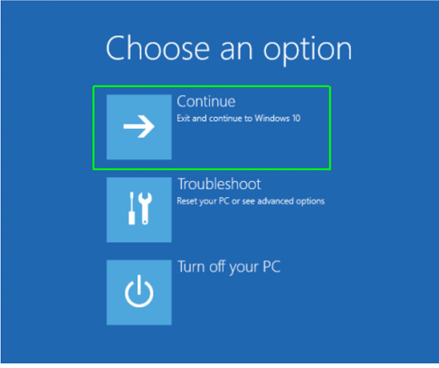 Choose an option
Continue
Exit and continue to Windows 10
Troubleshoot
Reset your PC or see advanced options
Turn off your PC